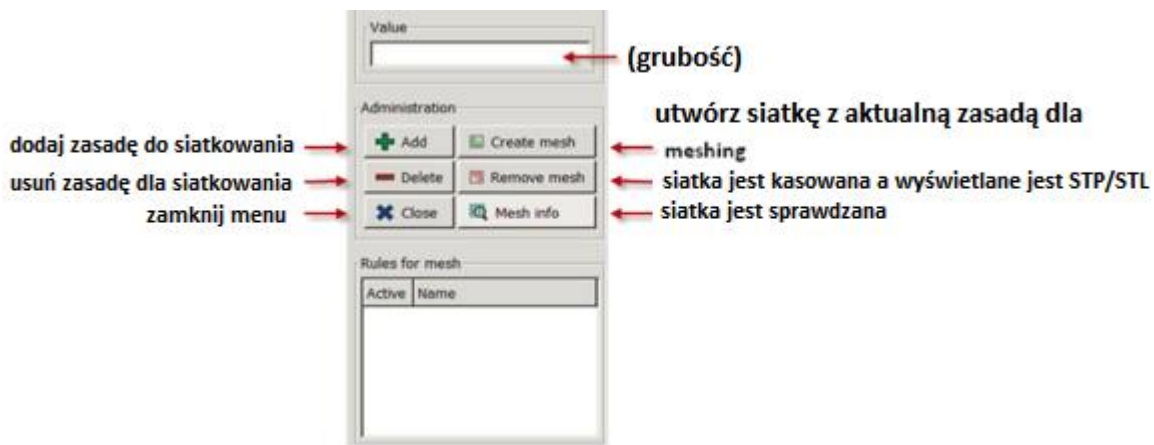 Value
(grubość)
Administration
utwórz siatkę z aktualną zasadą dla
dodaj zasadę do siatkowania
Add
Create mesh
meshing
usuń zasadę dla siatkowania
Delete
Remove mesh
siatka jest kasowana a wyświetlane jest STP/STL
zamknij menu
Close
Mesh info
siatka jest sprawdzana
Rules for mesh
Active Name